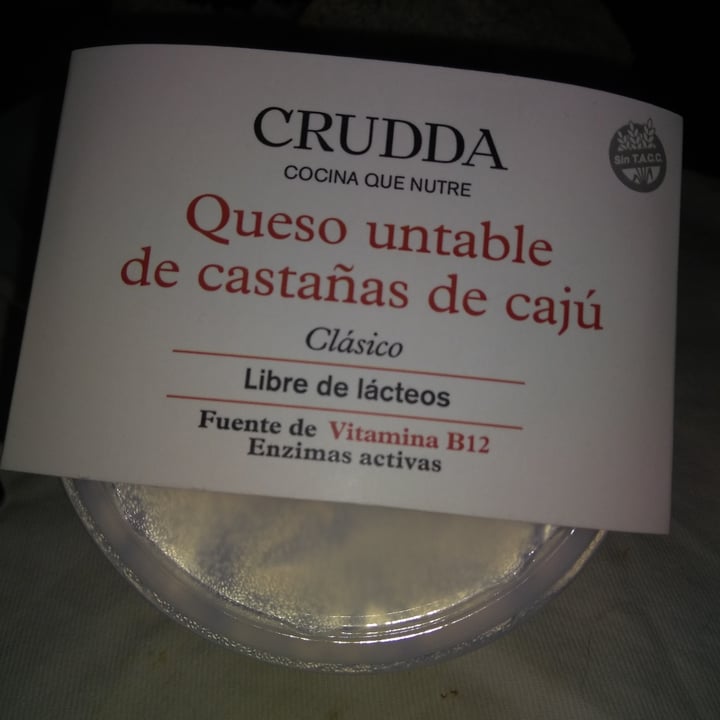 CRUDDA
COCINA QUE NUTRE
Sin T.A.C.C.
Queso untable
de castañas de cajú
Clásico
Libre de lácteos
Fuente de Vitamina B12
Enzimas activas